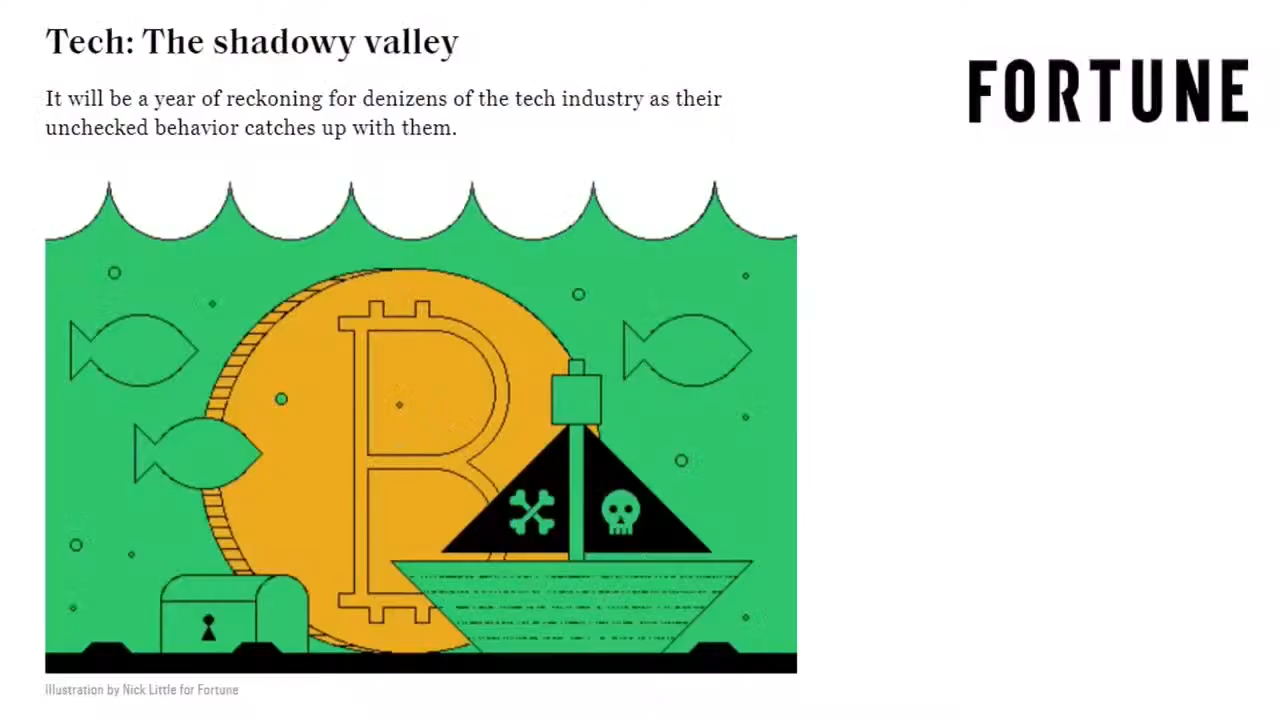 Tech: The shadowy valley
FORTUNE
It will be a year of reckoning for denizens of the tech industry as their
unchecked behavior catches up with them.
Illustration by Nick Little for Fortune